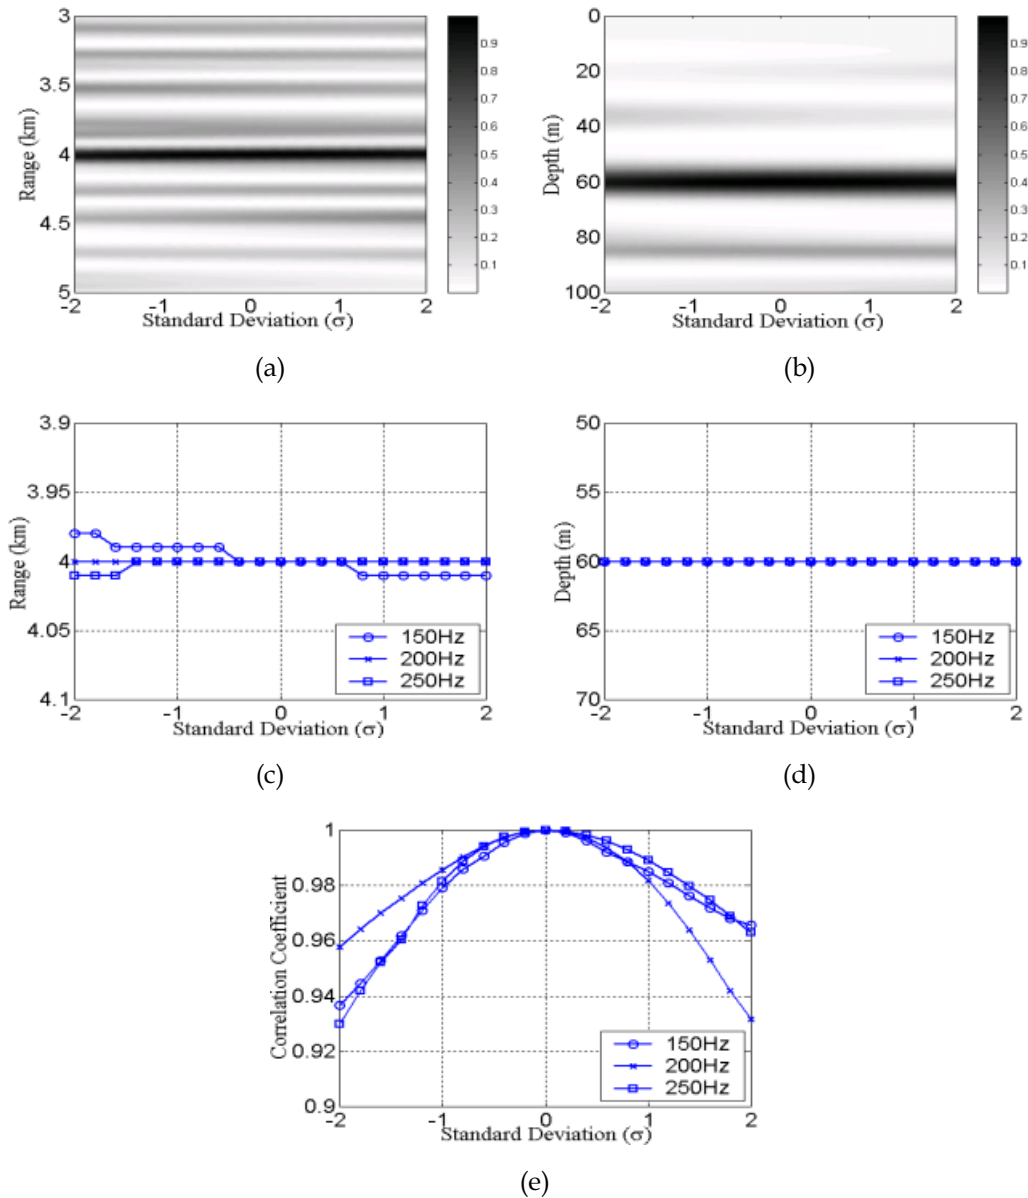 3
3.5
4
4.5
5
Range (km)
-2 -1 0 1 2
Standard Deviation (σ)
0.9
0.8
0.7
0.6
0.5
0.4
0.3
0.2
0.1
(a)
0
20
40
60
80
100
Depth (m)
-2 -1 0 1 2
Standard Deviation (σ)
0.9
0.8
0.7
0.6
0.5
0.4
0.3
0.2
0.1
(b)
3.9
3.95
4
4.05
4.1
Range (km)
150Hz
200Hz
250Hz
-2 -1 0 1 2
Standard Deviation (σ)
(c)
50
55
60
65
70
Depth (m)
150Hz
200Hz
250Hz
-2 -1 0 1 2
Standard Deviation (σ)
(d)
1
0.98
0.96
0.94
0.92
0.9
Correlation Coefficient
150Hz
200Hz
250Hz
-2 -1 0 1 2
Standard Deviation (σ)
(e)